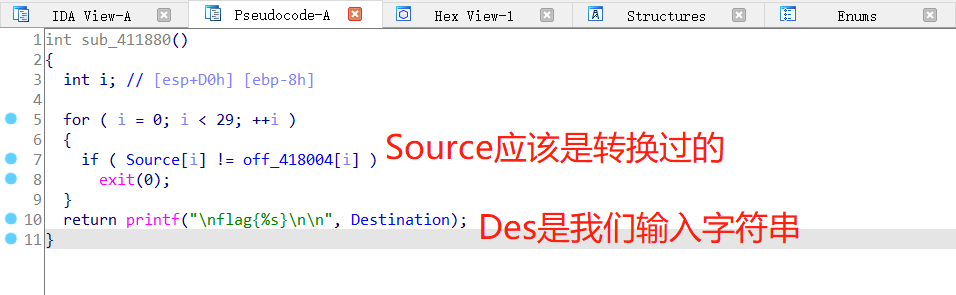 IDA View-A Pseudocode-A Hex View-1 Structures Enums
1 int sub_411880()
2 {
3 int i; // [esp+D0h] [ebp-8h]
4
5 for ( i = 0; i < 29; ++i )
6 {
7 if ( Source[i] != off_418004[i] ) Source应该是转换过的
8 exit(0);
9 }
10 return printf("\nflag{%s}\n\n", Destination); Des是我们输入字符串
11 }